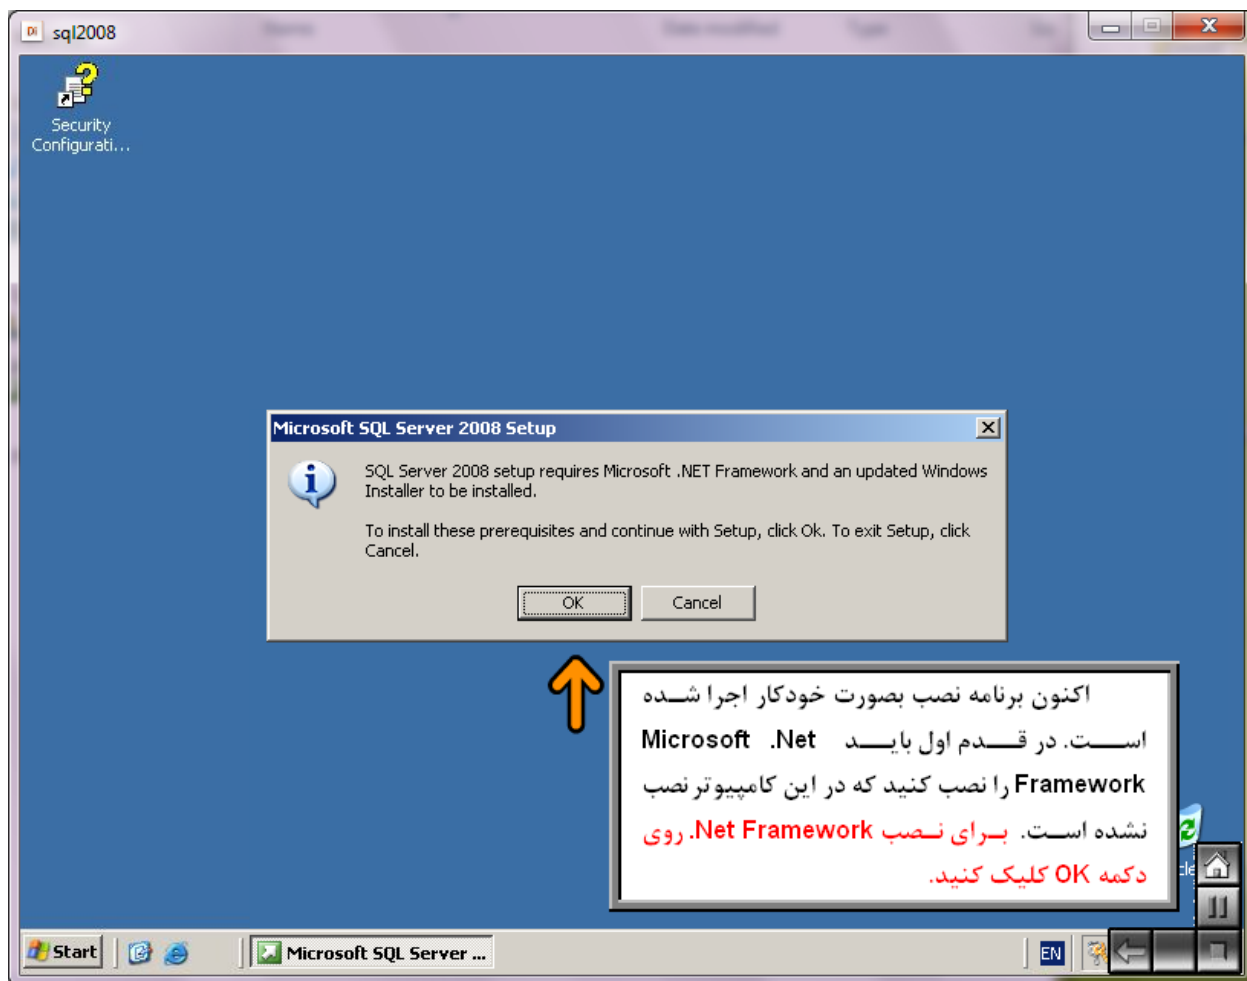 sql2008
Security
Configurati...
Microsoft SQL Server 2008 Setup
SQL Server 2008 setup requires Microsoft .NET Framework and an updated Windows
Installer to be installed.
To install these prerequisites and continue with Setup, click Ok. To exit Setup, click
Cancel.
OK
Cancel
اکنون برنامه نصب بصورت خودکار اجرا شده
است. در قدم اول باید Microsoft .Net
Framework را نصب کنید که در این کامپیوتر نصب
نشده است. برای نصب Net Framework. روی
دکمه OK کلیک کنید.
Start
Microsoft SQL Server ...
EN